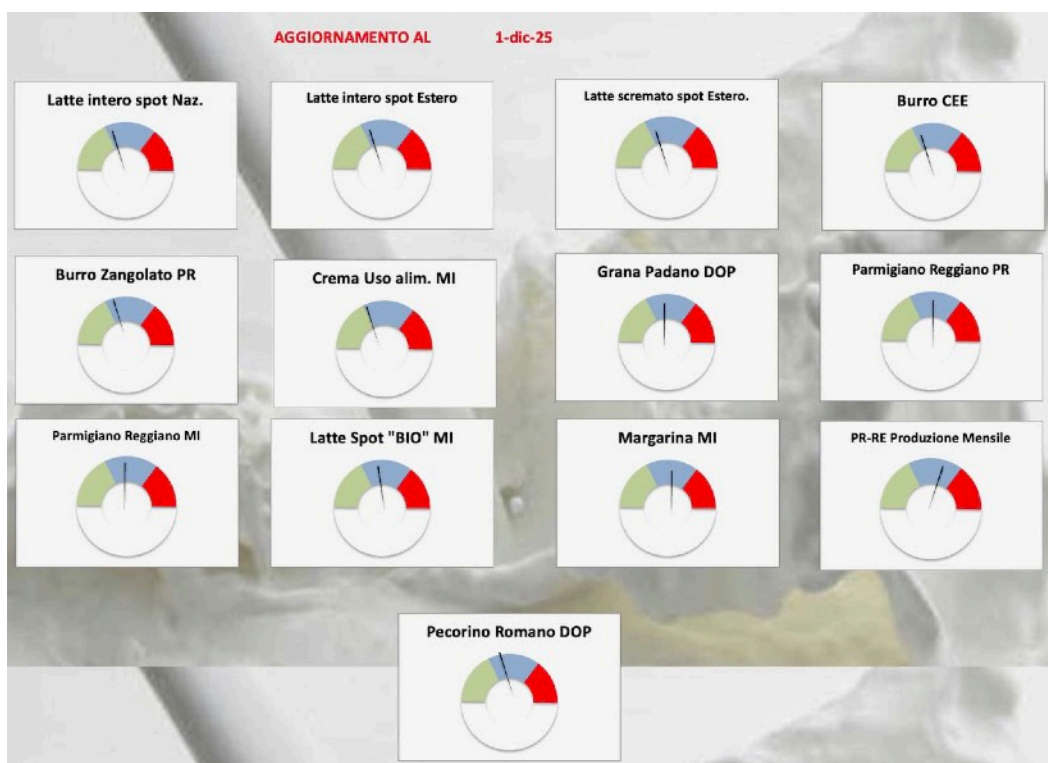 AGGIORNAMENTO AL 1-dic-25
Latte intero spot Naz.
Latte intero spot Estero
Latte scremato spot Estero.
Burro CEE
Burro Zangolato PR
Crema Uso alim. MI
Grana Padano DOP
Parmigiano Reggiano PR
Parmigiano Reggiano MI
Latte Spot "BIO" MI
Margarina MI
PR-RE Produzione Mensile
Pecorino Romano DOP